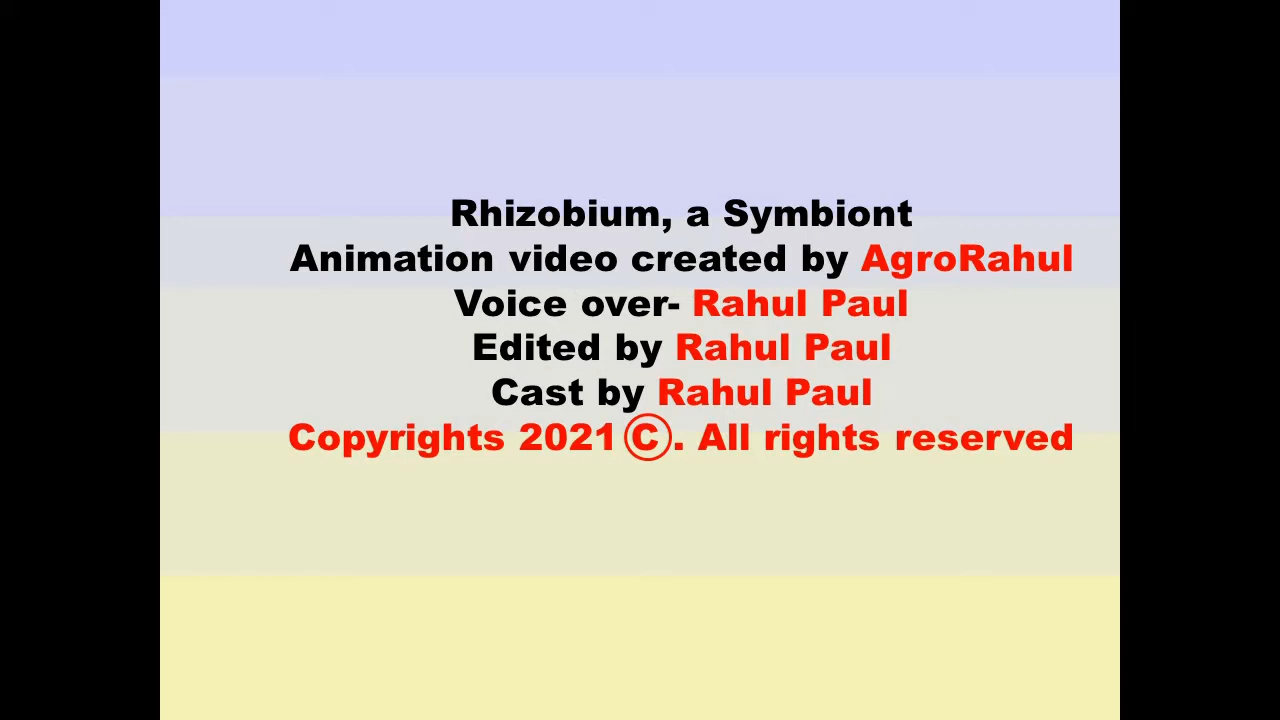 Rhizobium, a Symbiont
Animation video created by AgroRahul
Voice over- Rahul Paul
Edited by Rahul Paul
Cast by Rahul Paul
Copyrights 2021©. All rights reserved